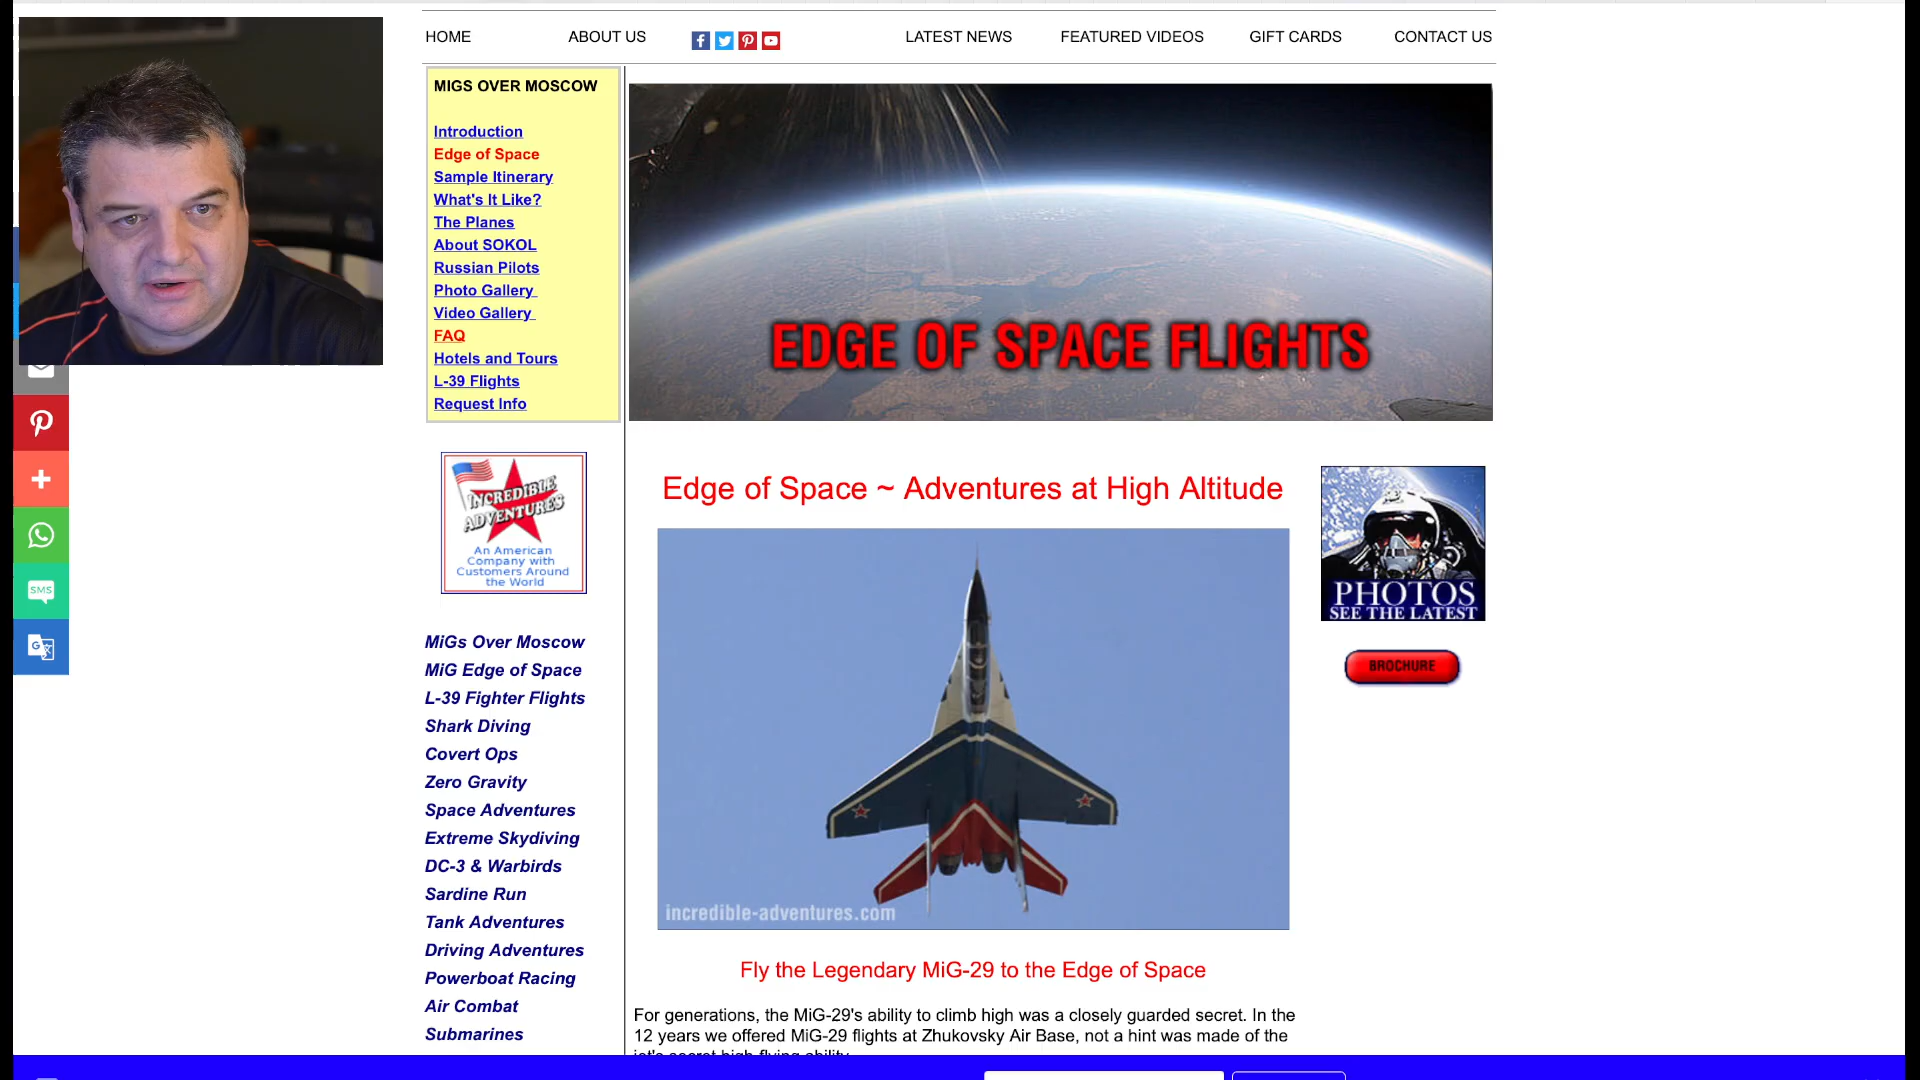 HOME
ABOUT US
LATEST NEWS
FEATURED VIDEOS
GIFT CARDS
CONTACT US
MIGS OVER MOSCOW
Introduction
Edge of Space
Sample Itinerary
What's It Like?
The Planes
About SOKOL
Russian Pilots
Photo Gallery
Video Gallery
FAQ
Hotels and Tours
L-39 Flights
Request Info
EDGE OF SPACE FLIGHTS
SMS
INCREDIBLE
ADVENTURES
An American
Company with
Customers Around
the World
MiGs Over Moscow
MiG Edge of Space
L-39 Fighter Flights
Shark Diving
Covert Ops
Zero Gravity
Space Adventures
Extreme Skydiving
DC-3 & Warbirds
Sardine Run
Tank Adventures
Driving Adventures
Powerboat Racing
Air Combat
Submarines
Edge of Space ~ Adventures at High Altitude
incredible-adventures.com
Fly the Legendary MiG-29 to the Edge of Space
For generations, the MiG-29's ability to climb high was a closely guarded secret. In the
12 years we offered MiG-29 flights at Zhukovsky Air Base, not a hint was made of the
jet's secret high-flying ability.
PHOTOS
SEE THE LATEST
BROCHURE